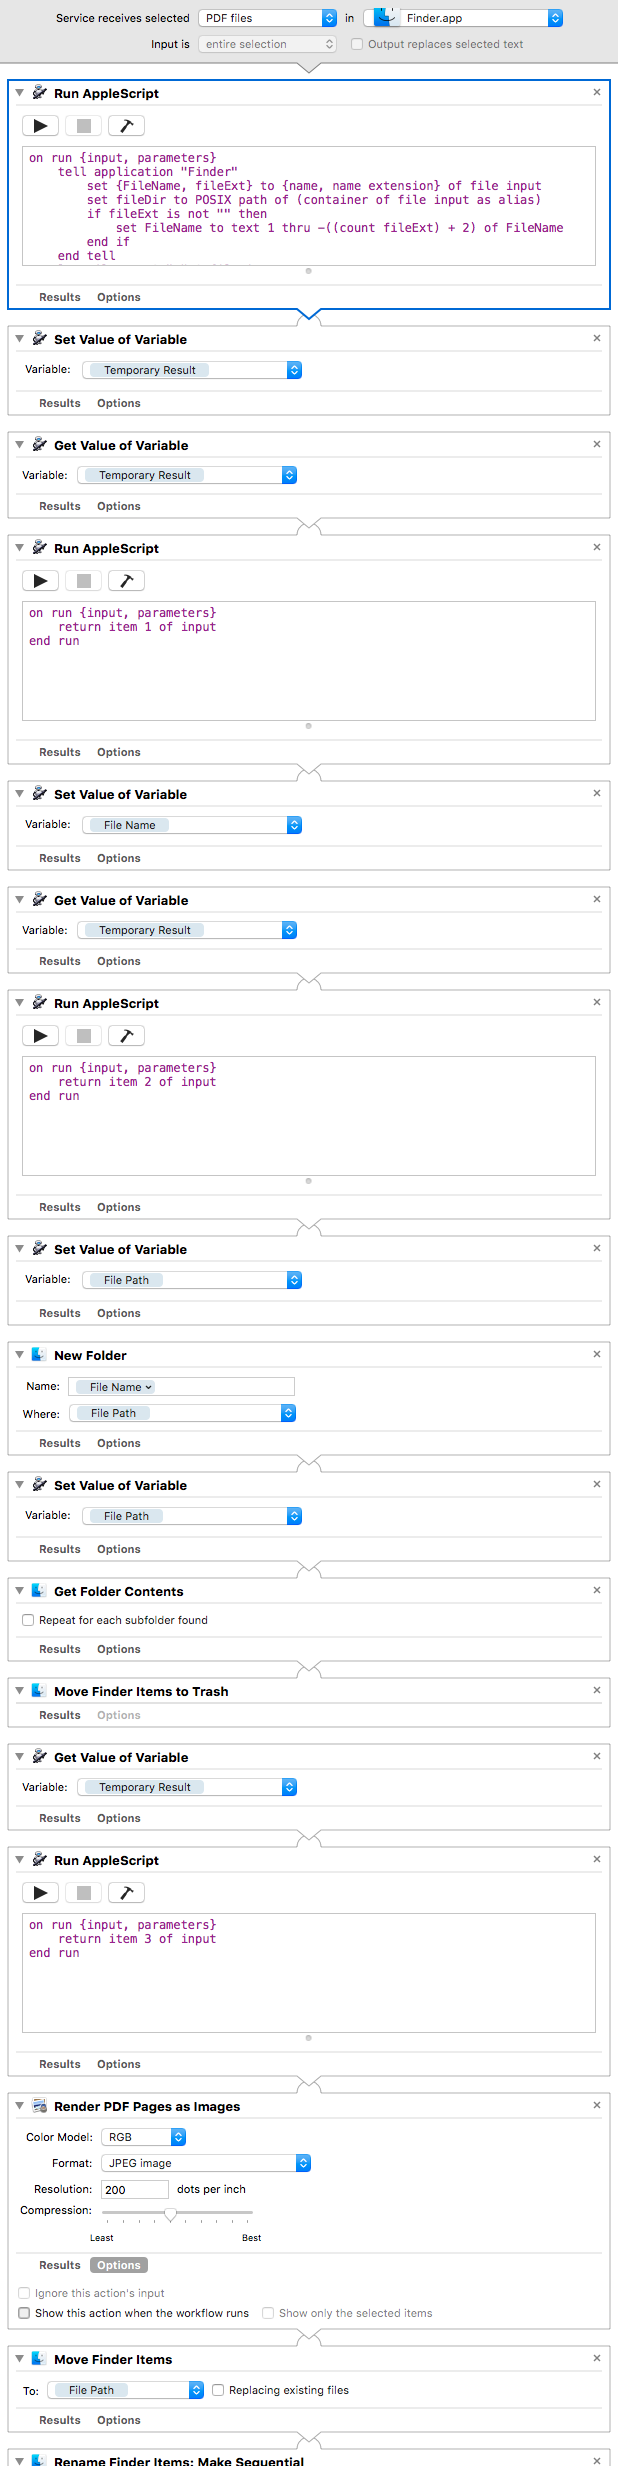 Service receives selected PDF files in Finder.app
Input is entire selection Output replaces selected text
Run AppleScript
on run {input, parameters}
tell application "Finder"
set {FileName, fileExt} to {name, name extension} of file input
set fileDir to POSIX path of (container of file input as alias)
if fileExt is not "" then
set FileName to text 1 thru -((count fileExt) + 2) of FileName
end if
end tell
Results Options
Set Value of Variable
Variable: Temporary Result
Results Options
Get Value of Variable
Variable: Temporary Result
Results Options
Run AppleScript
on run {input, parameters}
return item 1 of input
end run
Results Options
Set Value of Variable
Variable: File Name
Results Options
Get Value of Variable
Variable: Temporary Result
Results Options
Run AppleScript
on run {input, parameters}
return item 2 of input
end run
Results Options
Set Value of Variable
Variable: File Path
Results Options
New Folder
Name: File Name
Where: File Path
Results Options
Set Value of Variable
Variable: File Path
Results Options
Get Folder Contents
Repeat for each subfolder found
Results Options
Move Finder Items to Trash
Results Options
Get Value of Variable
Variable: Temporary Result
Results Options
Run AppleScript
on run {input, parameters}
return item 3 of input
end run
Results Options
Render PDF Pages as Images
Color Model: RGB
Format: JPEG image
Resolution: 200 dots per inch
Compression:
Least Best
Results Options
Ignore this action's input
Show this action when the workflow runs Show only the selected items
Move Finder Items
To: File Path Replacing existing files
Results Options
Rename Finder Items: Make Sequential